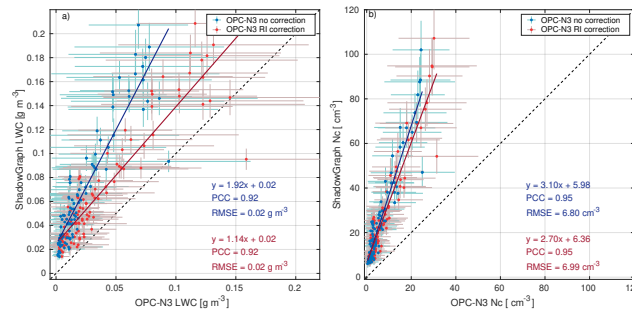 a)
OPC-N3 no correction
OPC-N3 RI correction
ShadowGraph LWC [g m⁻³]
0.2
0.18
0.16
0.14
0.12
0.1
0.08
0.06
0.04
0.02
0
y = 1.92x + 0.02
PCC = 0.92
RMSE = 0.02 g m⁻³
y = 1.14x + 0.02
PCC = 0.92
RMSE = 0.02 g m⁻³
0 0.05 0.1 0.15 0.2
OPC-N3 LWC [g m⁻³]
b)
OPC-N3 no correction
OPC-N3 RI correction
ShadowGraph Nc [ cm⁻³]
120
100
80
60
40
20
0
y = 3.10x + 5.98
PCC = 0.95
RMSE = 6.80 cm⁻³
y = 2.70x + 6.36
PCC = 0.95
RMSE = 6.99 cm⁻³
0 20 40 60 80 100 120
OPC-N3 Nc [ cm⁻³]